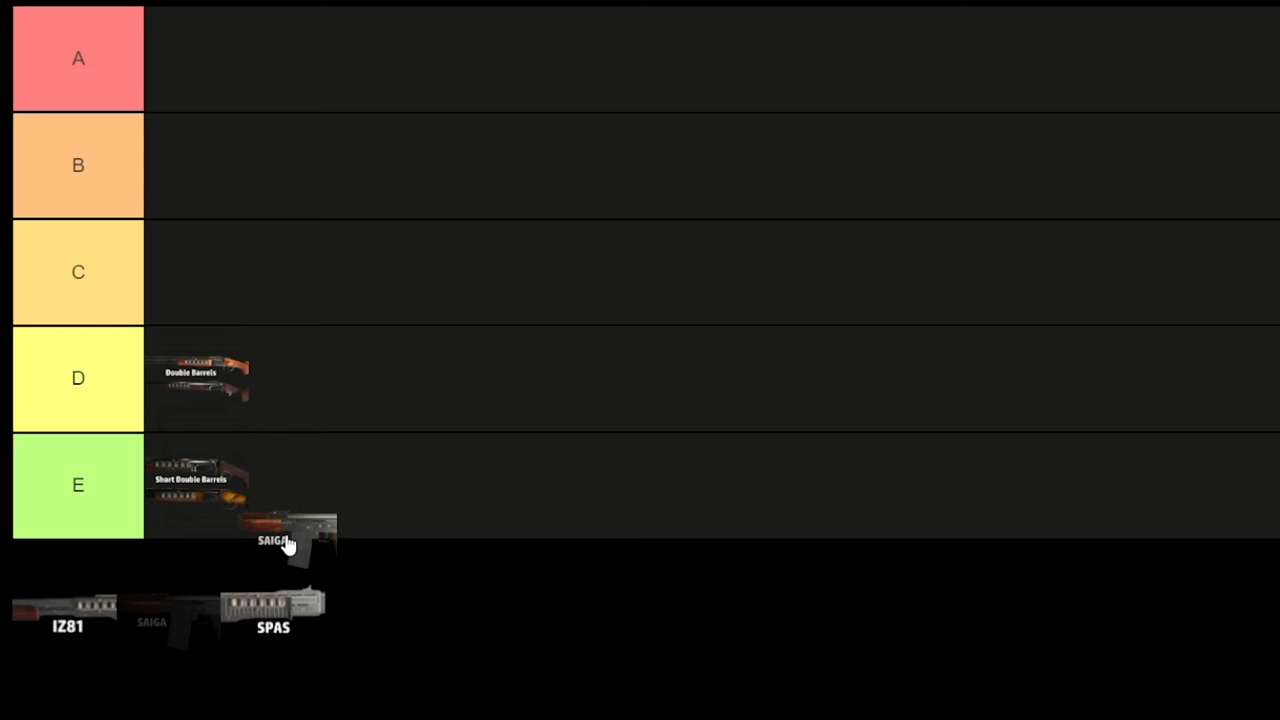 A
B
C
D
Double Barrels
E
Short Double Barrels
SAIGA
IZ81
SAIGA
SPAS